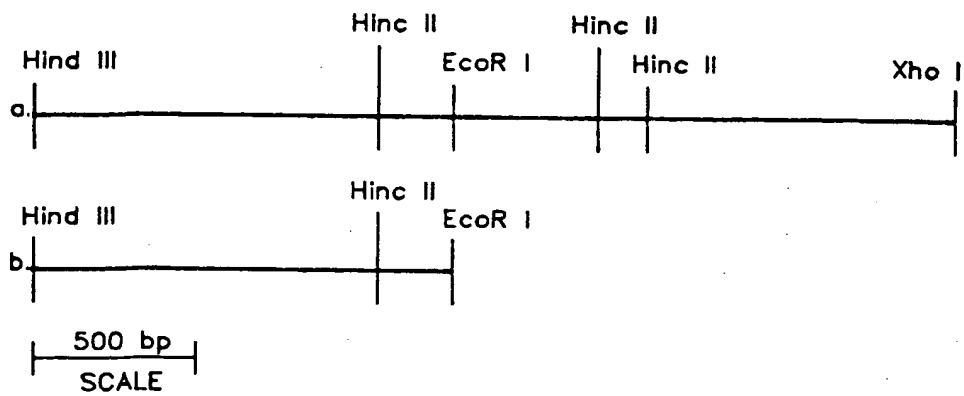 Hinc II Hinc II
Hind III EcoR I Hinc II Xho I
a.
Hinc II
Hind III EcoR I
b.
500 bp
SCALE